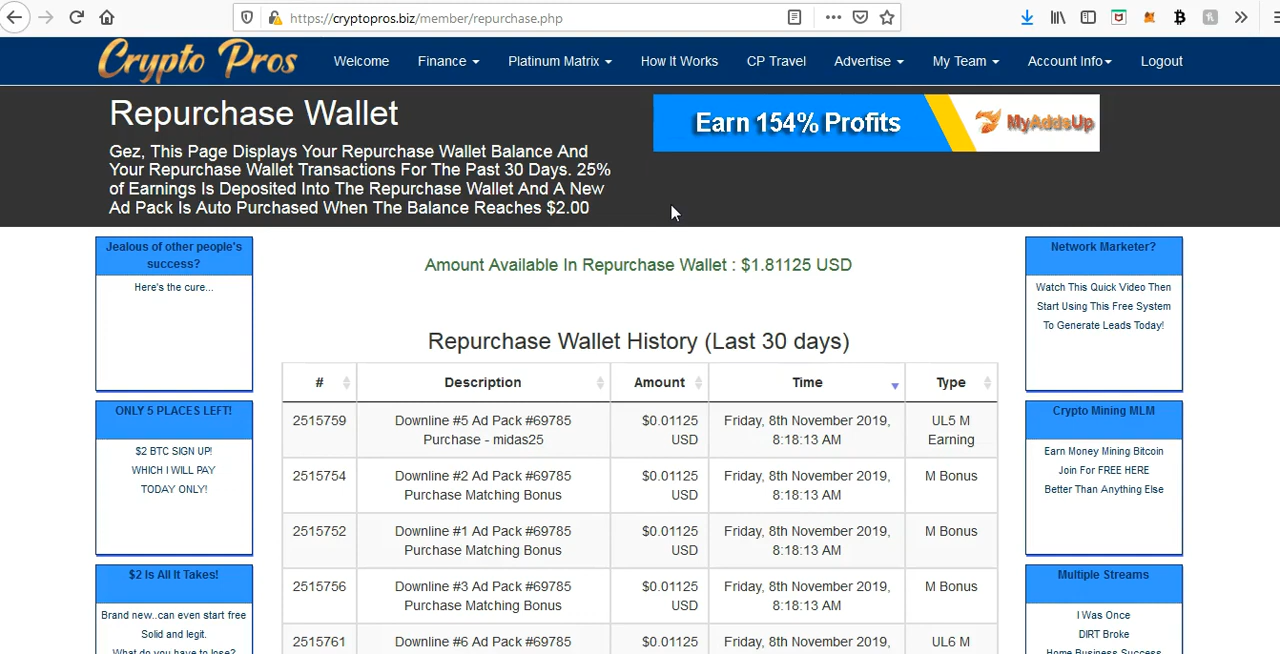 https://cryptopros.biz/member/repurchase.php
Crypto Pros
Welcome
Finance
Platinum Matrix
How It Works
CP Travel
Advertise
My Team
Account Info
Logout
Repurchase Wallet
Gez, This Page Displays Your Repurchase Wallet Balance And
Your Repurchase Wallet Transactions For The Past 30 Days. 25%
of Earnings Is Deposited Into The Repurchase Wallet And A New
Ad Pack Is Auto Purchased When The Balance Reaches $2.00
Earn 154% Profits
MyAddsUp
Jealous of other people's
success?
Here's the cure...
ONLY 5 PLACES LEFT!
$2 BTC SIGN UP!
WHICH I WILL PAY
TODAY ONLY!
$2 Is All It Takes!
Brand new..can even start free
Solid and legit.
What do you have to lose?
Amount Available In Repurchase Wallet : $1.81125 USD
Repurchase Wallet History (Last 30 days)
# Description Amount Time Type
2515759 Downline #5 Ad Pack #69785 $0.01125 Friday, 8th November 2019, UL5 M
Purchase - midas25 USD 8:18:13 AM Earning
2515754 Downline #2 Ad Pack #69785 $0.01125 Friday, 8th November 2019, M Bonus
Purchase Matching Bonus USD 8:18:13 AM
2515752 Downline #1 Ad Pack #69785 $0.01125 Friday, 8th November 2019, M Bonus
Purchase Matching Bonus USD 8:18:13 AM
2515756 Downline #3 Ad Pack #69785 $0.01125 Friday, 8th November 2019, M Bonus
Purchase Matching Bonus USD 8:18:13 AM
2515761 Downline #6 Ad Pack #69785 $0.01125 Friday, 8th November 2019, UL6 M
Network Marketer?
Watch This Quick Video Then
Start Using This Free System
To Generate Leads Today!
Crypto Mining MLM
Earn Money Mining Bitcoin
Join For FREE HERE
Better Than Anything Else
Multiple Streams
I Was Once
DIRT Broke
Home Business Success